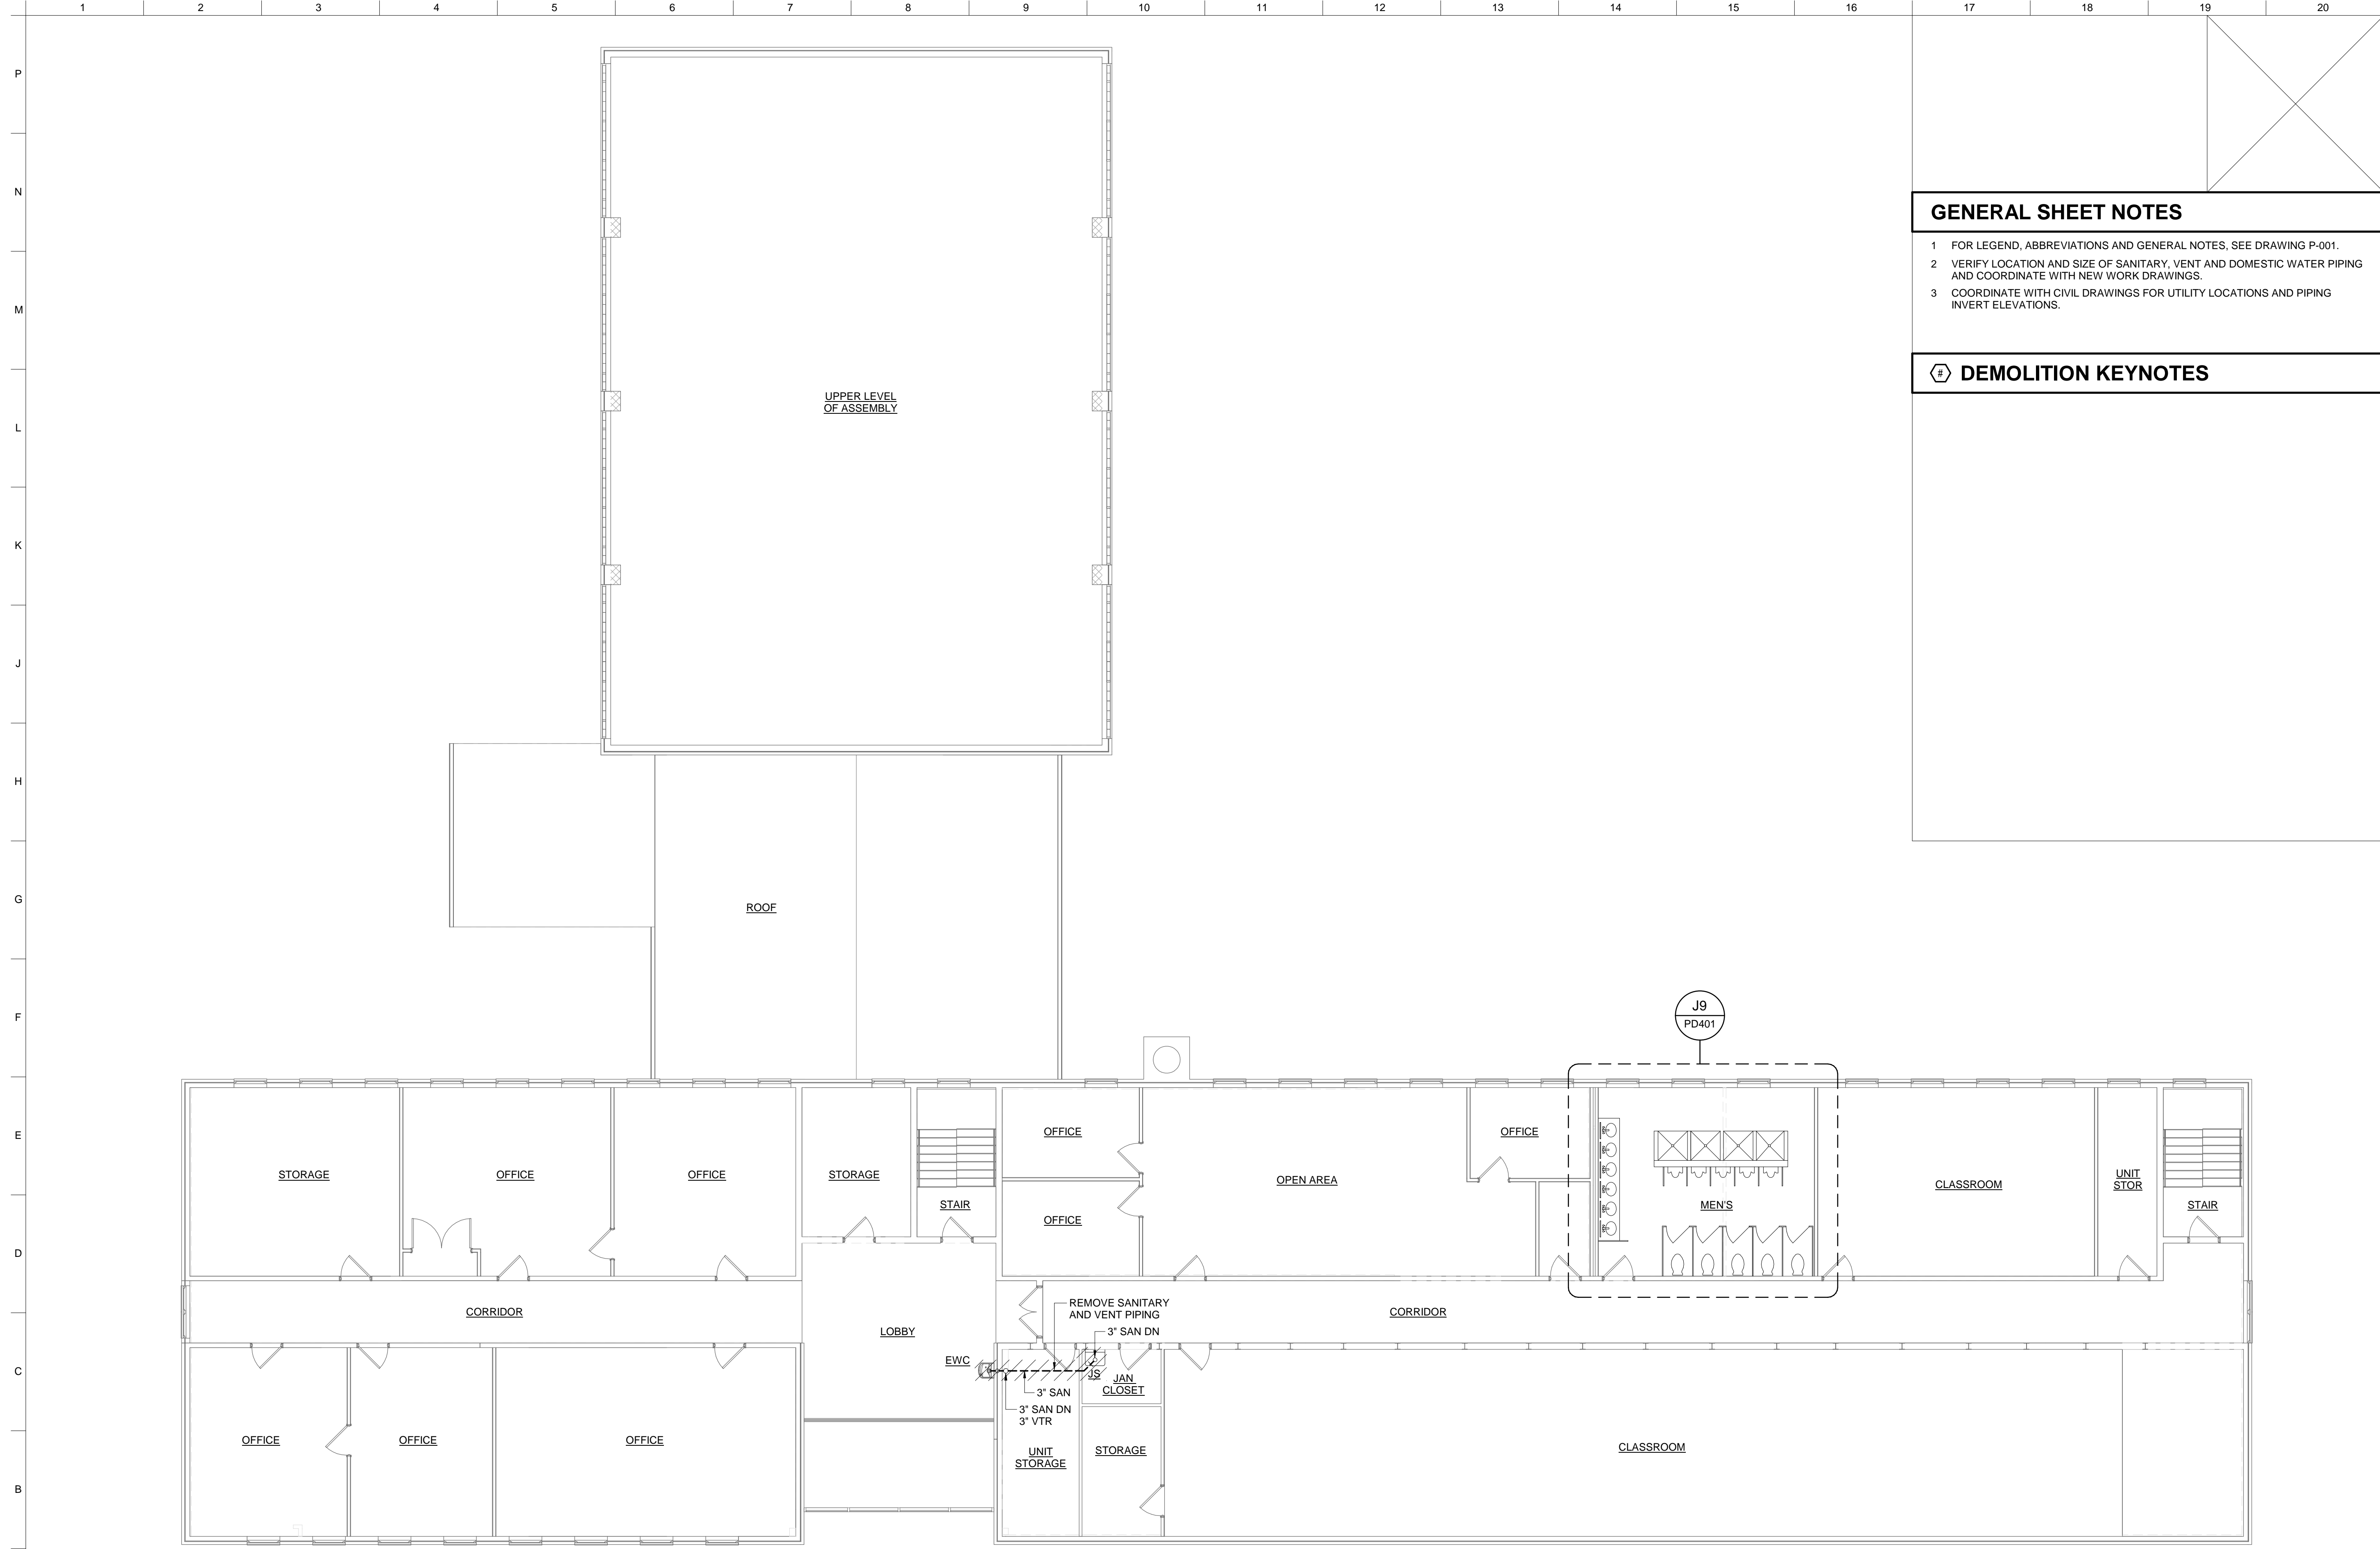 1 2 3 4 5 6 7 8 9 10 11 12 13 14 15 16 17 18 19 20
P
N
M
L
K
J
H
G
F
E
D
C
B
GENERAL SHEET NOTES
1 FOR LEGEND, ABBREVIATIONS AND GENERAL NOTES, SEE DRAWING P-001.
2 VERIFY LOCATION AND SIZE OF SANITARY, VENT AND DOMESTIC WATER PIPING
AND COORDINATE WITH NEW WORK DRAWINGS.
3 COORDINATE WITH CIVIL DRAWINGS FOR UTILITY LOCATIONS AND PIPING
INVERT ELEVATIONS.
# DEMOLITION KEYNOTES
UPPER LEVEL
OF ASSEMBLY
ROOF
J9
PD401
STORAGE
OFFICE
OFFICE
STORAGE
STAIR
OFFICE
OFFICE
OPEN AREA
OFFICE
MEN'S
CLASSROOM
UNIT
STOR
STAIR
CORRIDOR
LOBBY
REMOVE SANITARY
AND VENT PIPING
3" SAN DN
CORRIDOR
EWC
JS
JAN
CLOSET
3" SAN
3" SAN DN
3" VTR
OFFICE
OFFICE
OFFICE
UNIT
STORAGE
STORAGE
CLASSROOM